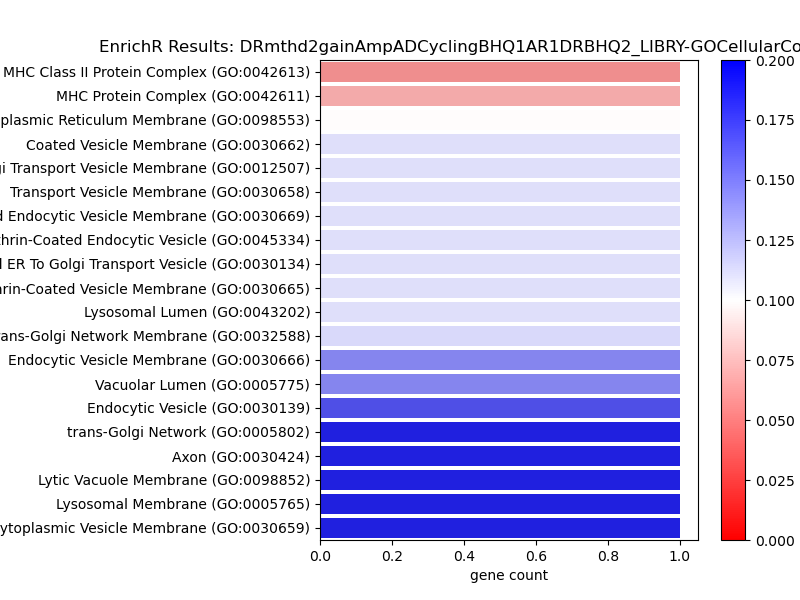 EnrichR Results: DRmthd2gainAmpADCyclingBHQ1AR1DRBHQ2_LIBRY-GOCellularCo
MHC Class II Protein Complex (GO:0042613)
MHC Protein Complex (GO:0042611)
plasmic Reticulum Membrane (GO:0098553)
Coated Vesicle Membrane (GO:0030662)
gi Transport Vesicle Membrane (GO:0012507)
Transport Vesicle Membrane (GO:0030658)
d Endocytic Vesicle Membrane (GO:0030669)
thrin-Coated Endocytic Vesicle (GO:0045334)
d ER To Golgi Transport Vesicle (GO:0030134)
hrin-Coated Vesicle Membrane (GO:0030665)
Lysosomal Lumen (GO:0043202)
rans-Golgi Network Membrane (GO:0032588)
Endocytic Vesicle Membrane (GO:0030666)
Vacuolar Lumen (GO:0005775)
Endocytic Vesicle (GO:0030139)
trans-Golgi Network (GO:0005802)
Axon (GO:0030424)
Lytic Vacuole Membrane (GO:0098852)
Lysosomal Membrane (GO:0005765)
ytoplasmic Vesicle Membrane (GO:0030659)
0.0 0.2 0.4 0.6 0.8 1.0
gene count
0.200
0.175
0.150
0.125
0.100
0.075
0.050
0.025
0.000